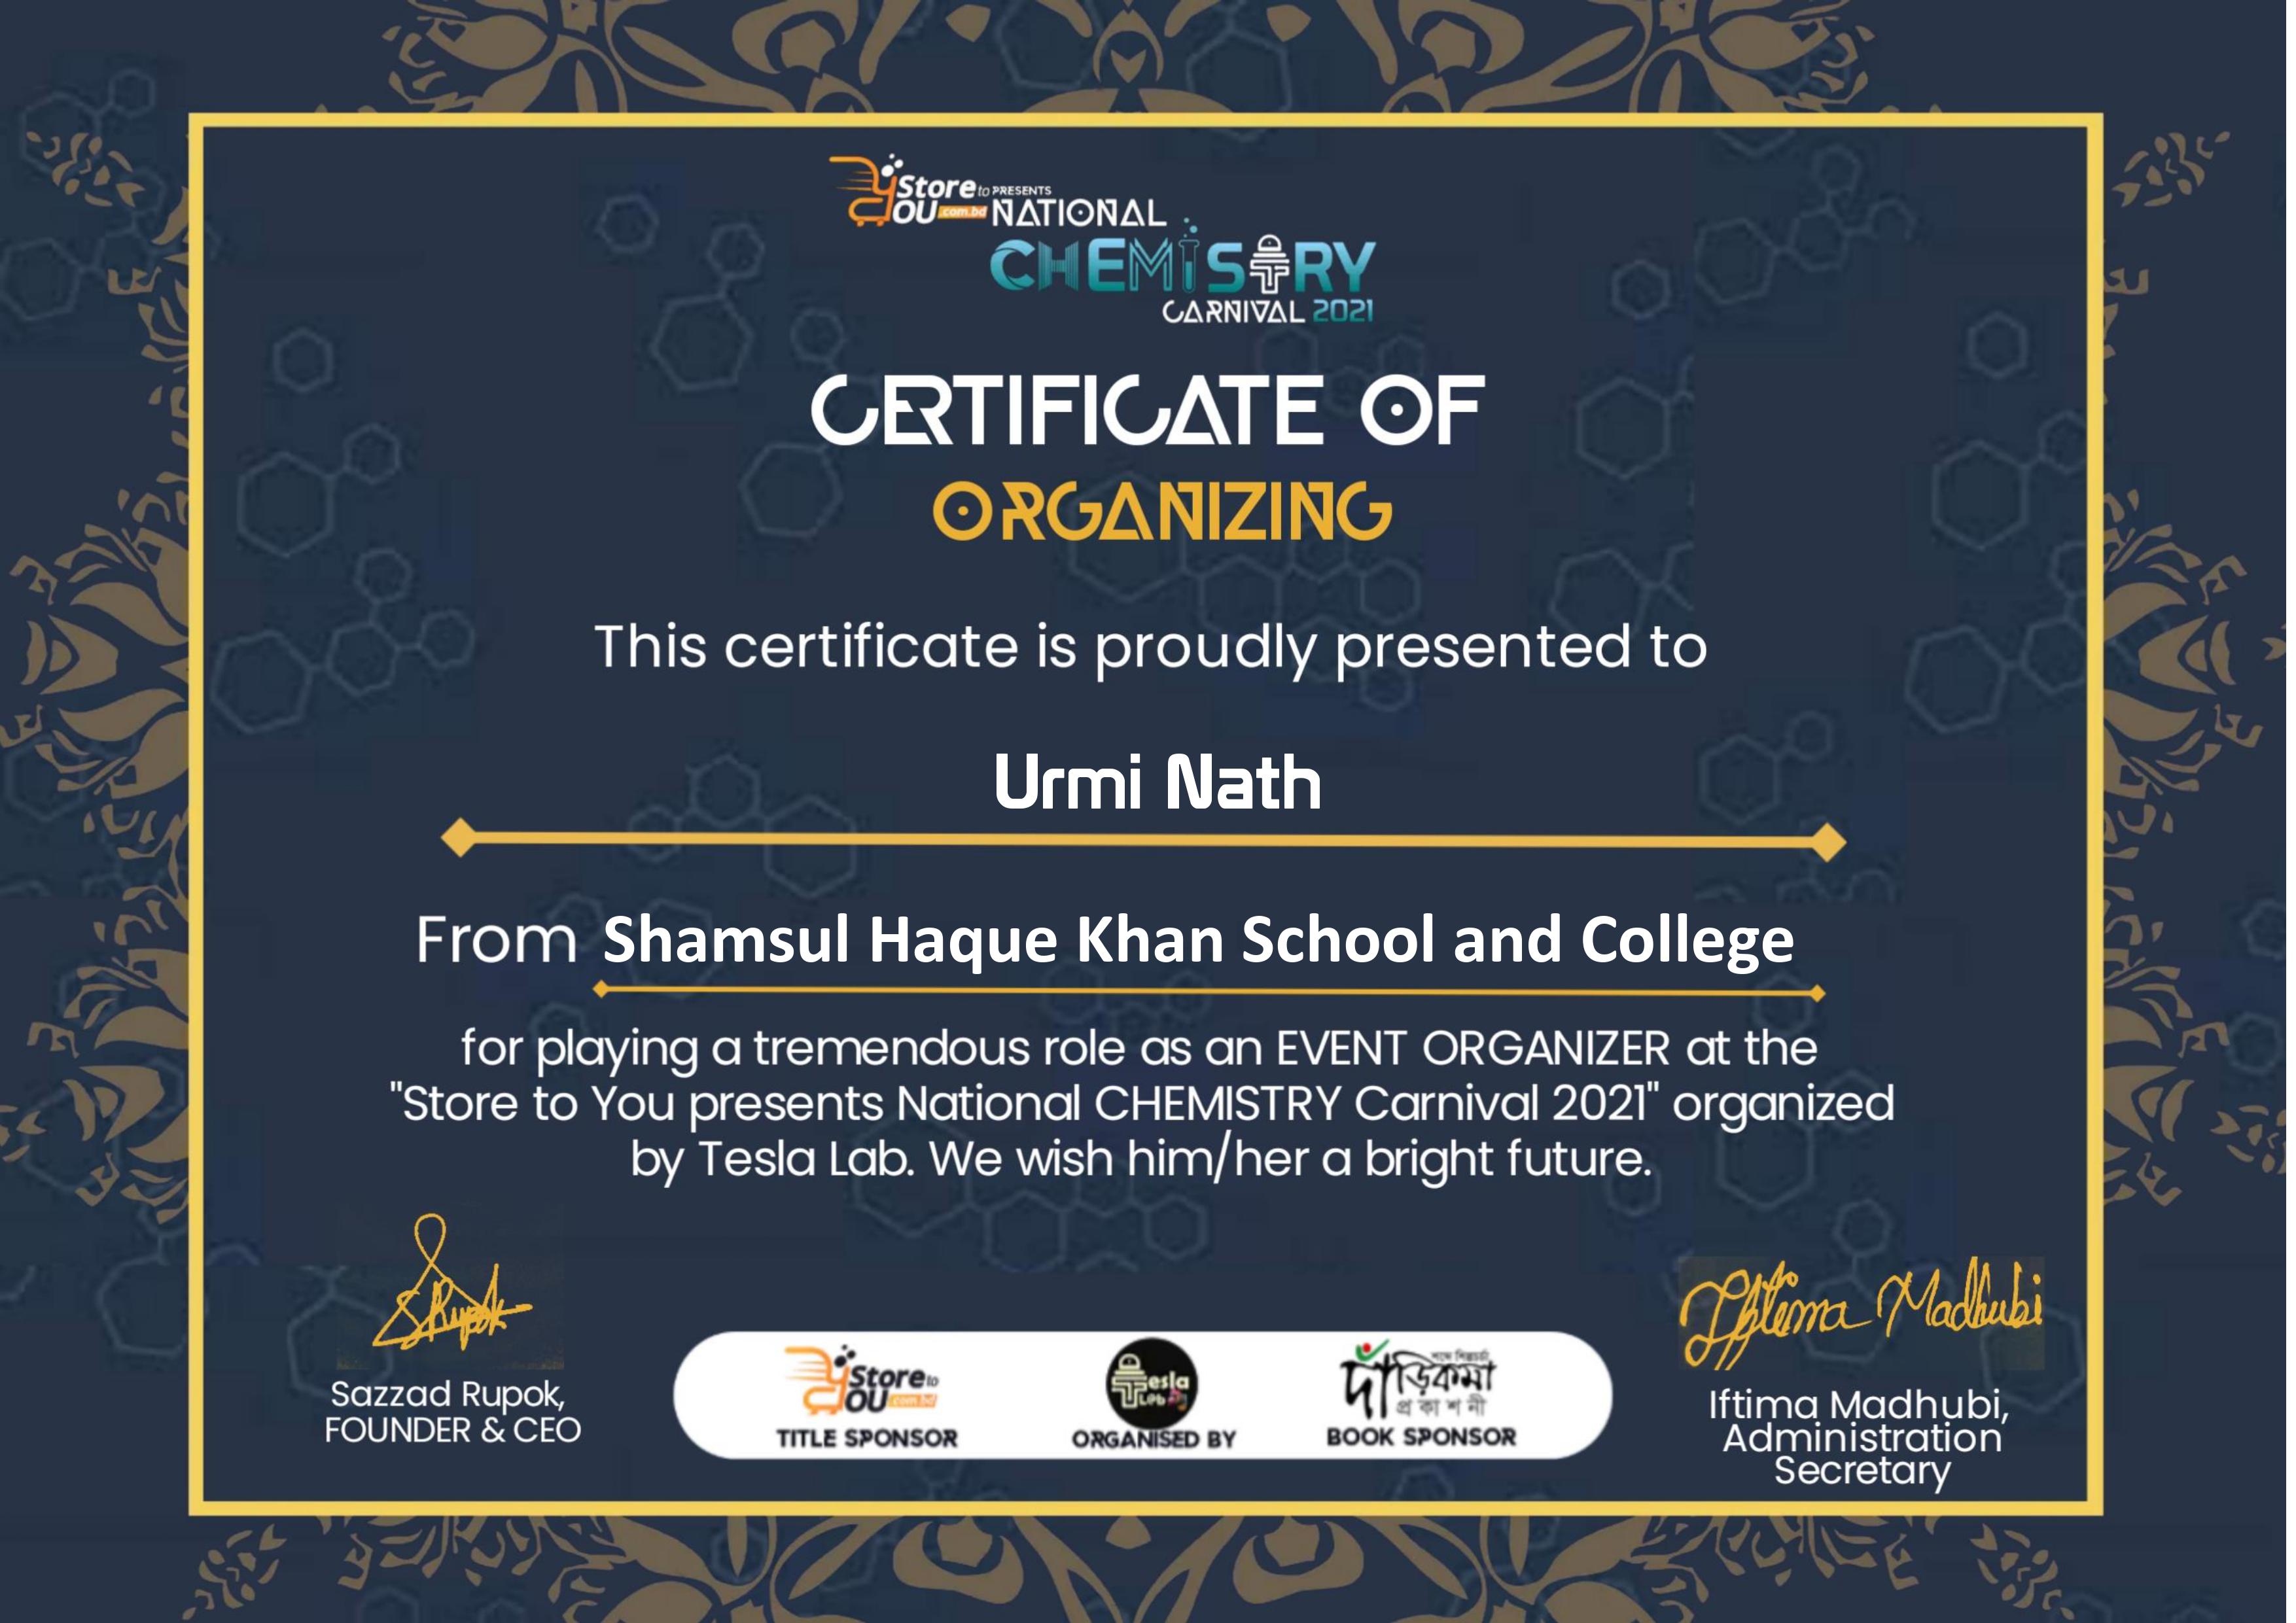 Store to PRESENTS
YOU .com.bd NATIONAL
CHEMISTRY
CARNIVAL 2021
CERTIFICATE OF
ORGANIZING
This certificate is proudly presented to
Urmi Nath
From Shamsul Haque Khan School and College
for playing a tremendous role as an EVENT ORGANIZER at the
"Store to You presents National CHEMISTRY Carnival 2021" organized
by Tesla Lab. We wish him/her a bright future.
SRupok
Iftima Madhubi
Sazzad Rupok,
FOUNDER & CEO
Store to
YOU .com.bd
TITLE SPONSOR
Tesla
Lab
ORGANISED BY
দাঁড়িকমা
প্রকাশনী
BOOK SPONSOR
Iftima Madhubi,
Administration
Secretary